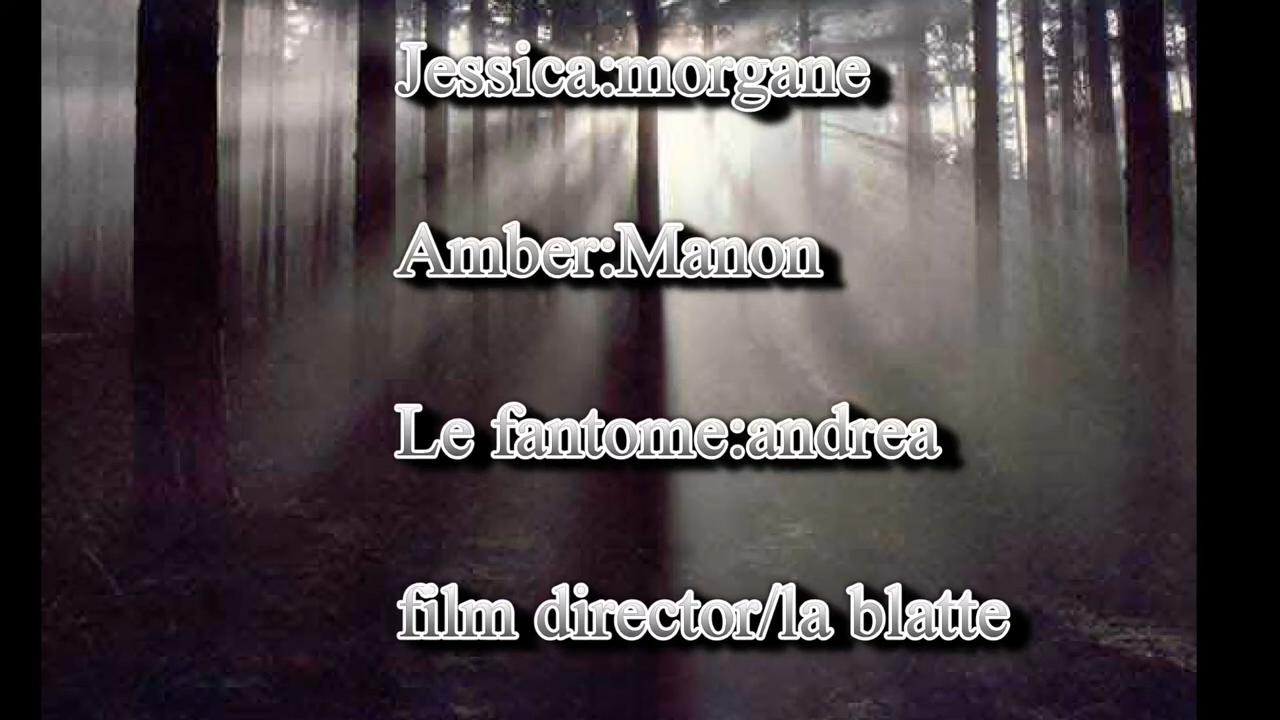 Jessica:morgane
Amber:Manon
Le fantome:andrea
film director/la blatte